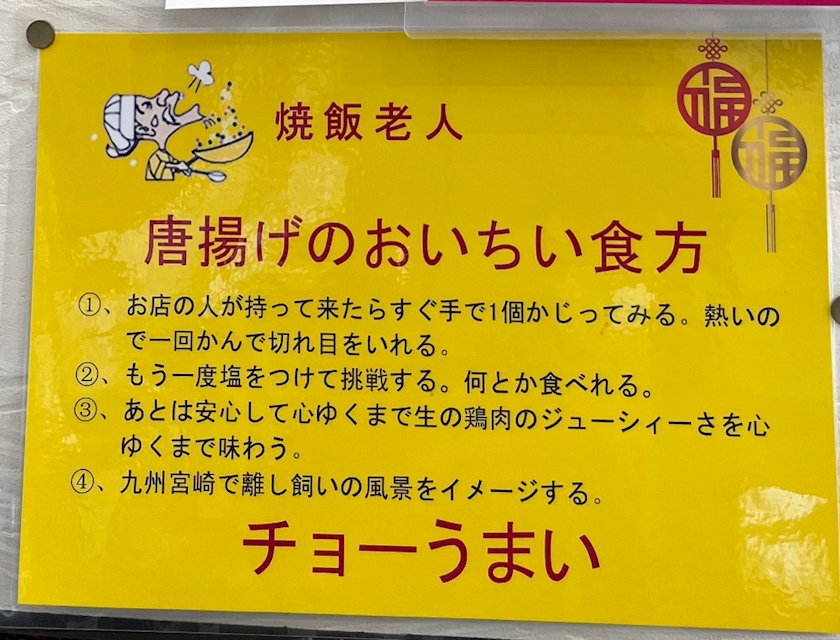 焼飯老人
福
福
唐揚げのおいちい食方
①、お店の人が持って来たらすぐ手で1個かじってみる。熱いの
で一回かんで切れ目をいれる。
②、もう一度塩をつけて挑戦する。何とか食べれる。
③、あとは安心して心ゆくまで生の鶏肉のジューシィーさを心
ゆくまで味わう。
④、九州宮崎で離し飼いの風景をイメージする。
チョーうまい